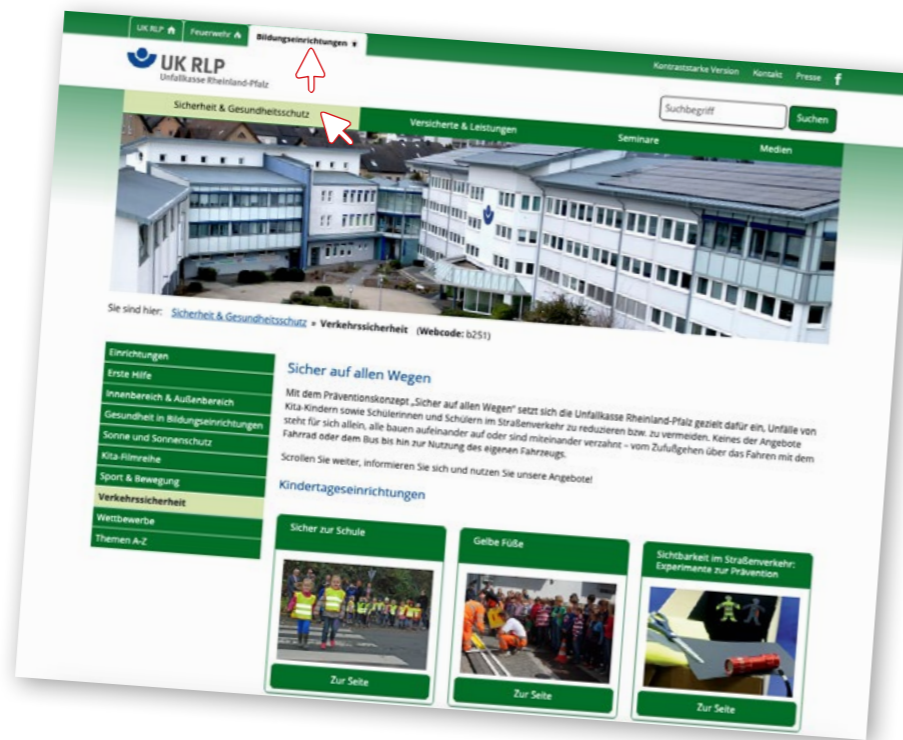 UK RLP
Feuerwehr
Bildungseinrichtungen
Kontraststarke Version Kontakt Presse f
UK RLP
Unfallkasse Rheinland-Pfalz
Suchbegriff
Suchen
Sicherheit & Gesundheitsschutz
Versicherte & Leistungen
Seminare
Medien
Sie sind hier: Sicherheit & Gesundheitsschutz » Verkehrssicherheit (Webcode: b251)
Einrichtungen
Erste Hilfe
Innenbereich & Außenbereich
Gesundheit in Bildungseinrichtungen
Sonne und Sonnenschutz
Kita-Filmreihe
Sport & Bewegung
Verkehrssicherheit
Wettbewerbe
Themen A-Z
Sicher auf allen Wegen
Mit dem Präventionskonzept „Sicher auf allen Wegen" setzt sich die Unfallkasse Rheinland-Pfalz gezielt dafür ein, Unfälle von
Kita-Kindern sowie Schülerinnen und Schülern im Straßenverkehr zu reduzieren bzw. zu vermeiden. Keines der Angebote
steht für sich allein, alle bauen aufeinander auf oder sind miteinander verzahnt – vom Zufußgehen über das Fahren mit dem
Fahrrad oder dem Bus bis hin zur Nutzung des eigenen Fahrzeugs.
Scrollen Sie weiter, informieren Sie sich und nutzen Sie unsere Angebote!
Kindertageseinrichtungen
Sicher zur Schule
Zur Seite
Gelbe Füße
Zur Seite
Sichtbarkeit im Straßenverkehr:
Experimente zur Prävention
Zur Seite